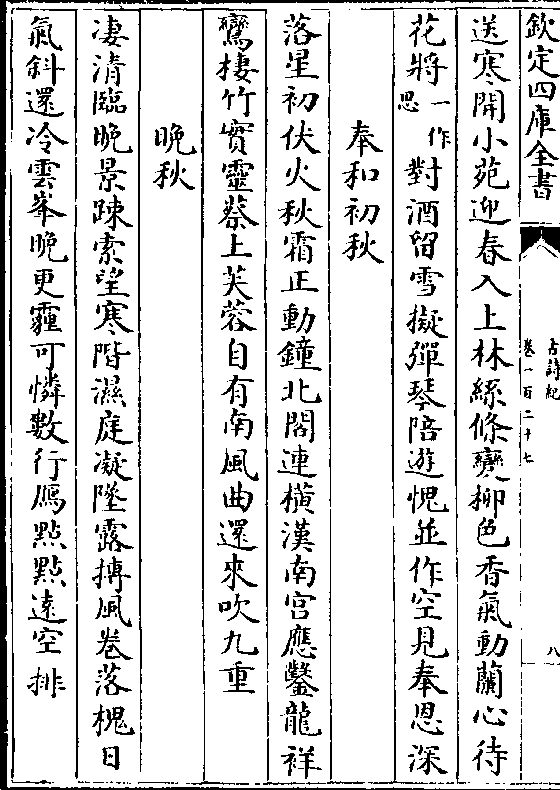 欽定四庫全書
古詩紀
卷一百二十七
八
送寒開小苑迎春入上林絲條變柳色香氣動蘭心待
花將一作思對酒留雪擬彈琴陪遊愧並作空見奉恩深
奉和初秋
落星初伏火秋霜正動鐘北閣連橫漢南宮應鑿龍祥
鸞棲竹實靈蔡上芙蓉自有南風曲還來吹九重
晚秋
凄清臨晚景踈索望寒階濕庭凝墜露摶風卷落槐日
氣斜還冷雲峯晚更霾可憐數行鴈㸃㸃遠空排